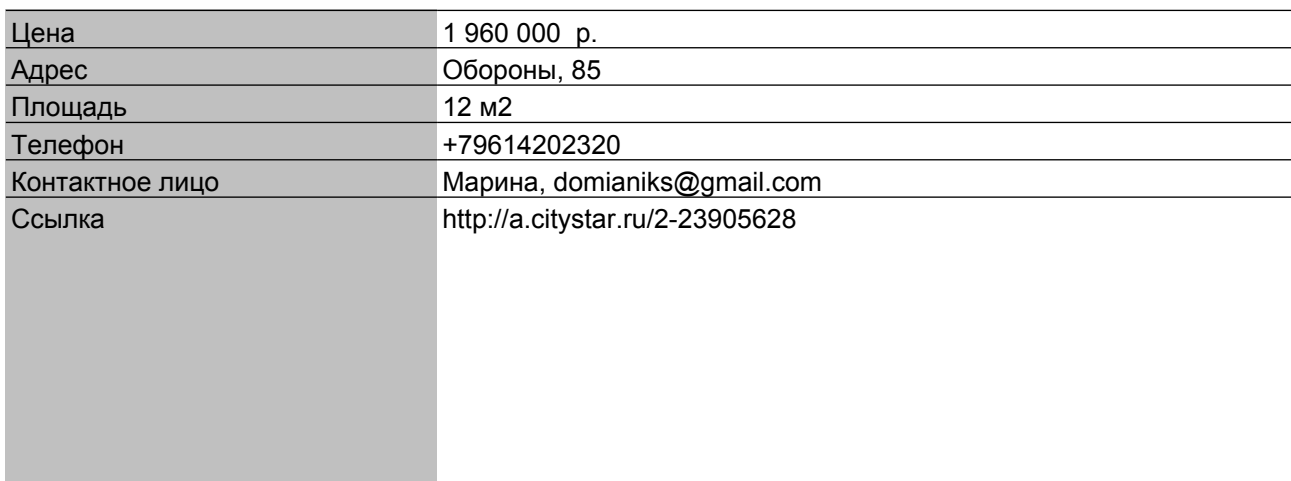 Цена 1 960 000 р.
Адрес Обороны, 85
Площадь 12 м2
Телефон +79614202320
Контактное лицо Марина, domianiks@gmail.com
Ссылка http://a.citystar.ru/2-23905628